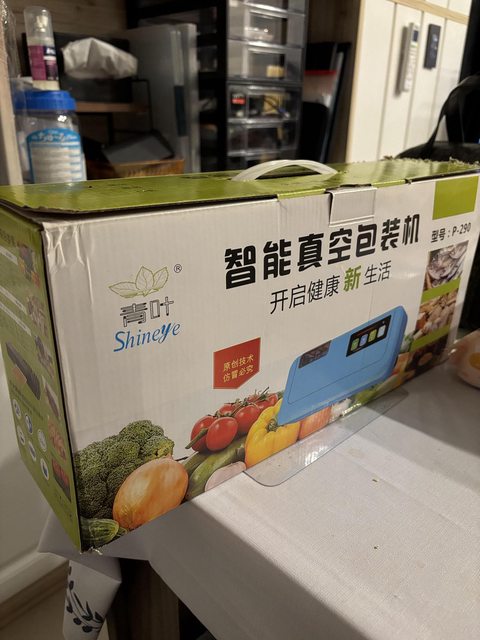 智能真空包装机
型号：P-290
开启健康新生活
®
青叶
Shineye
原创技术
仿冒必究